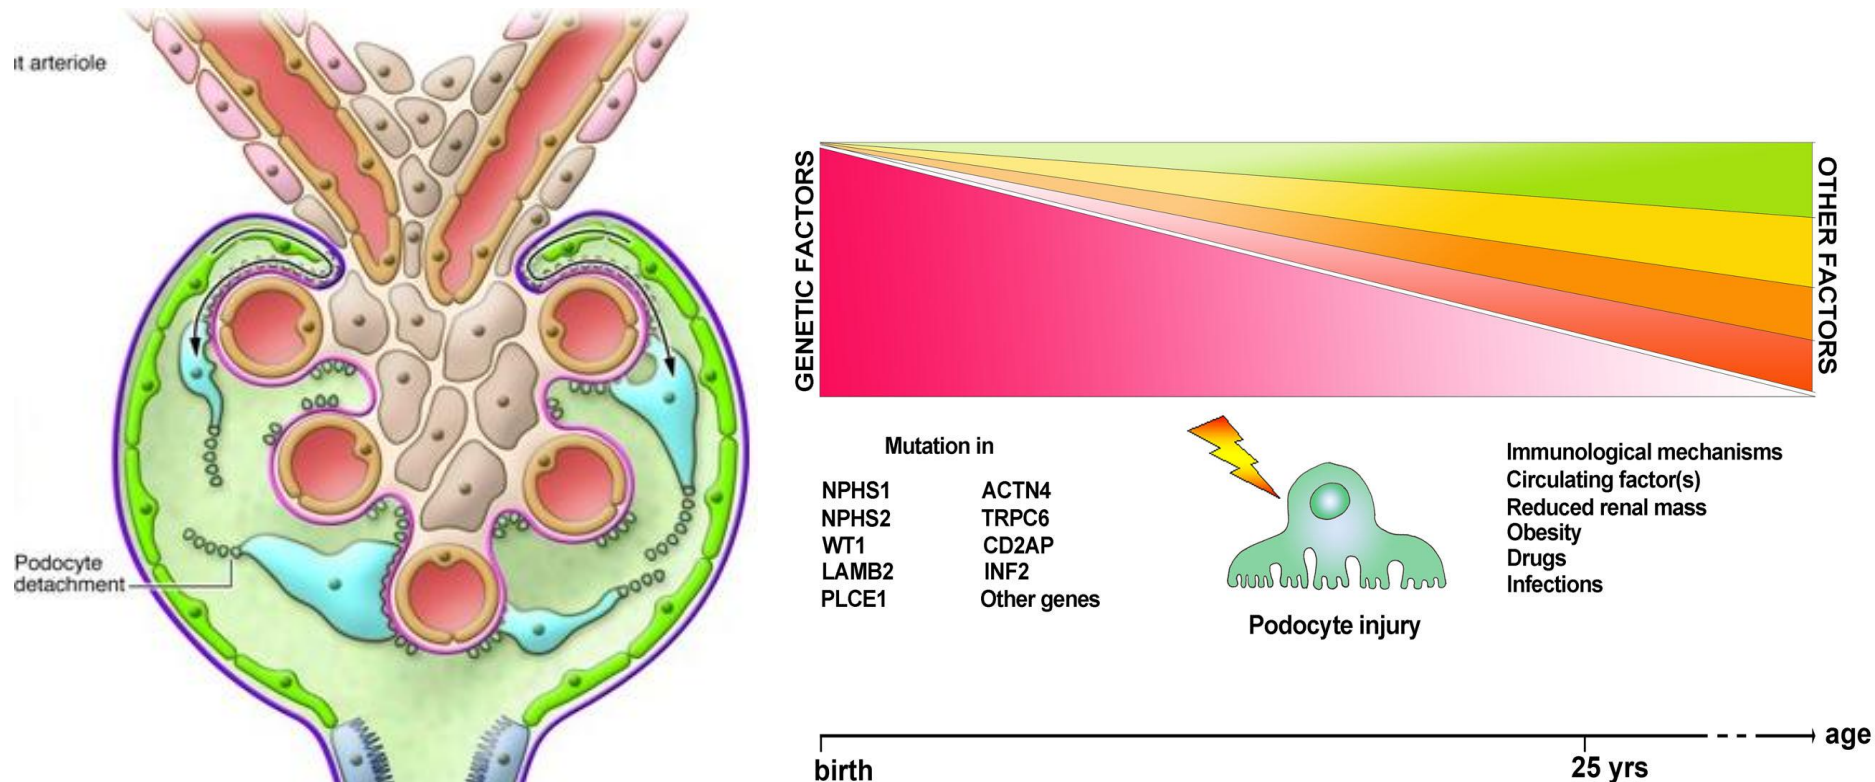 arteriole
Podocyte
detachment
GENETIC FACTORS
OTHER FACTORS
Mutation in
NPHS1 ACTN4
NPHS2 TRPC6
WT1 CD2AP
LAMB2 INF2
PLCE1 Other genes
Podocyte injury
Immunological mechanisms
Circulating factor(s)
Reduced renal mass
Obesity
Drugs
Infections
birth
25 yrs
age